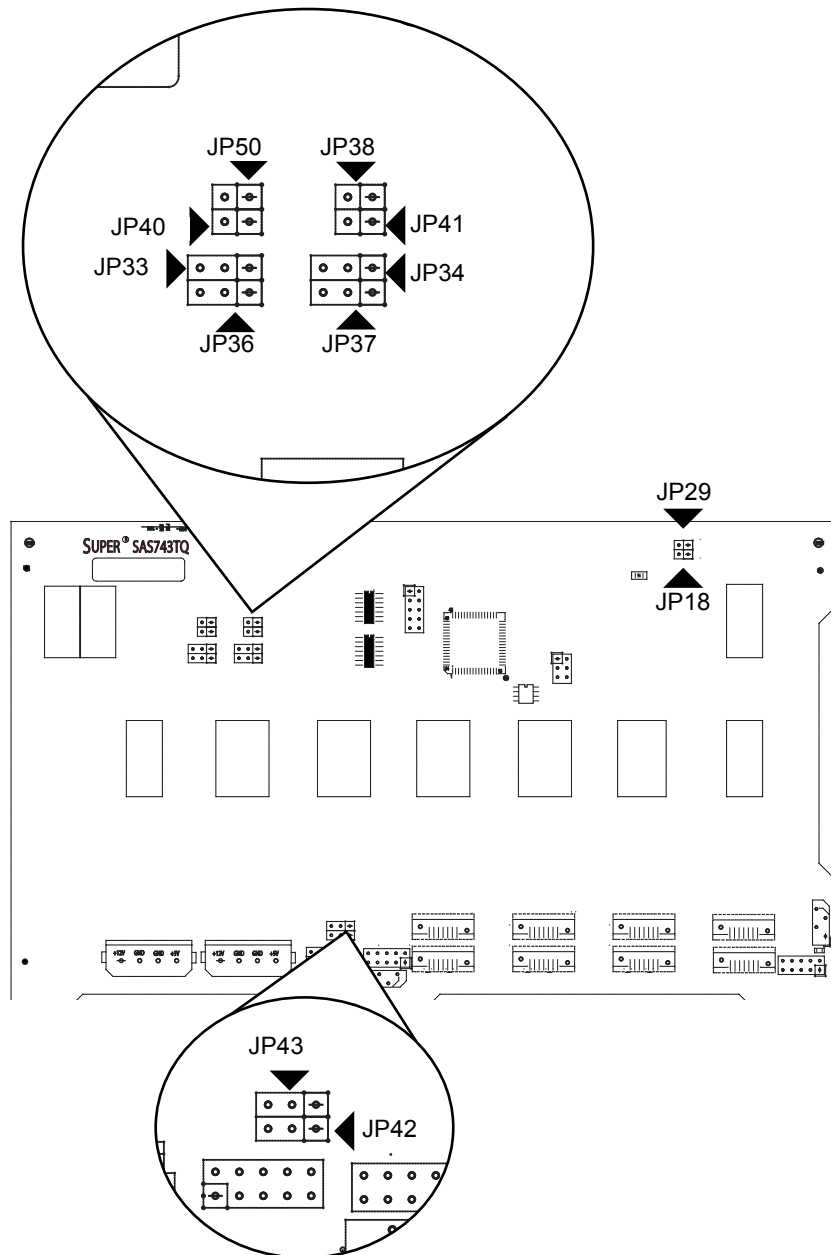 JP50 JP38
JP40 JP41
JP33 JP34
JP36 JP37
JP29
SUPER® SAS743TQ
JP18
+12V GND GND +5V +12V GND GND +5V
JP43
JP42